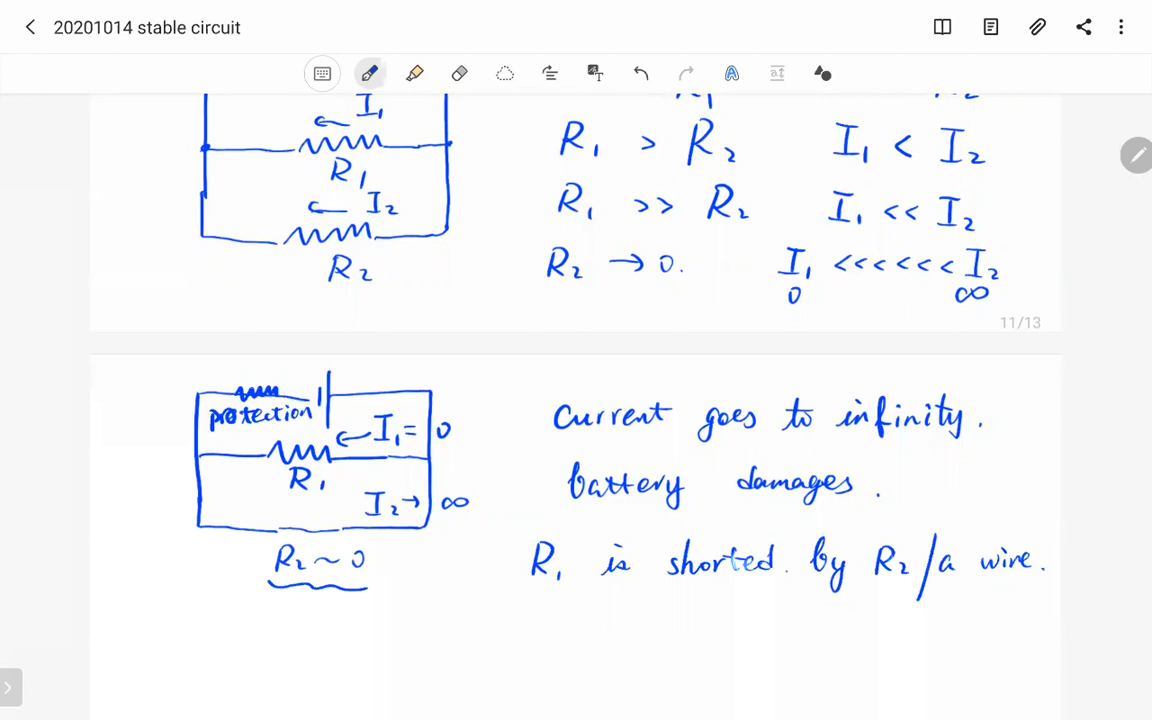 20201014 stable circuit
I₁
R₁
R₁ > R₂ I₁ < I₂
I₂
R₁ >> R₂ I₁ << I₂
R₂
R₂ → 0. I₁ <<<<<< I₂
0 ∞
11/13
protection
I₁ = 0
Current goes to infinity.
R₁
battery damages.
I₂ → ∞
R₂ ~ 0
R₁ is shorted. by R₂/a wire.